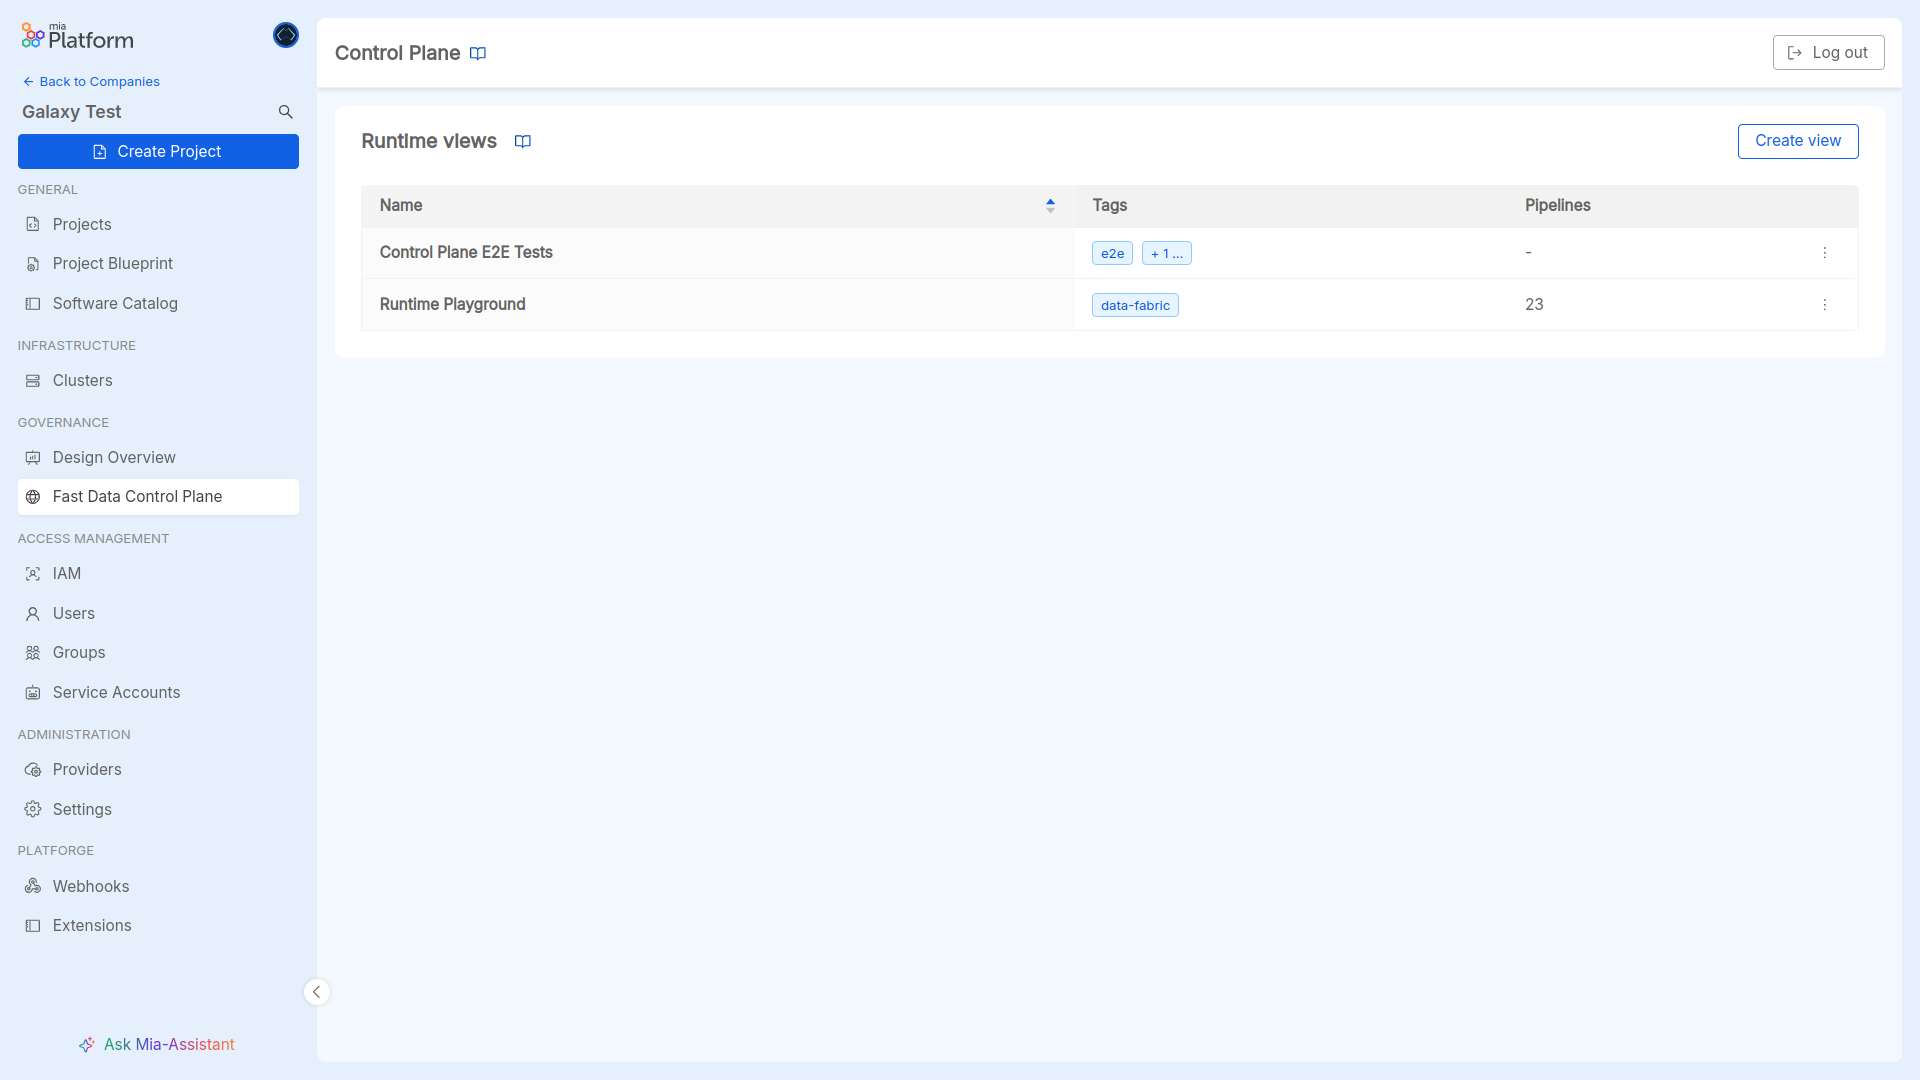 mia
Platform
Back to Companies
Galaxy Test
Create Project
GENERAL
Projects
Project Blueprint
Software Catalog
INFRASTRUCTURE
Clusters
GOVERNANCE
Design Overview
Fast Data Control Plane
ACCESS MANAGEMENT
IAM
Users
Groups
Service Accounts
ADMINISTRATION
Providers
Settings
PLATFORGE
Webhooks
Extensions
Ask Mia-Assistant
Control Plane
Log out
Runtime views
Create view
Name Tags Pipelines
Control Plane E2E Tests e2e + 1 ... -
Runtime Playground data-fabric 23